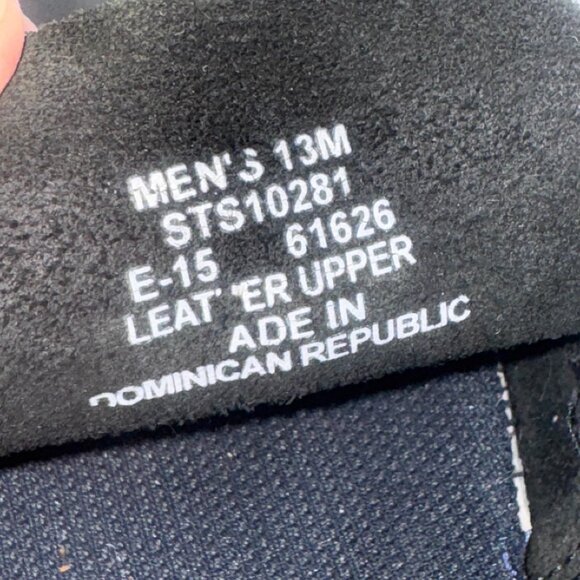 MEN'S 13M
STS10281
E-15 61626
LEAT'ER UPPER
ADE IN
DOMINICAN REPUBLIC